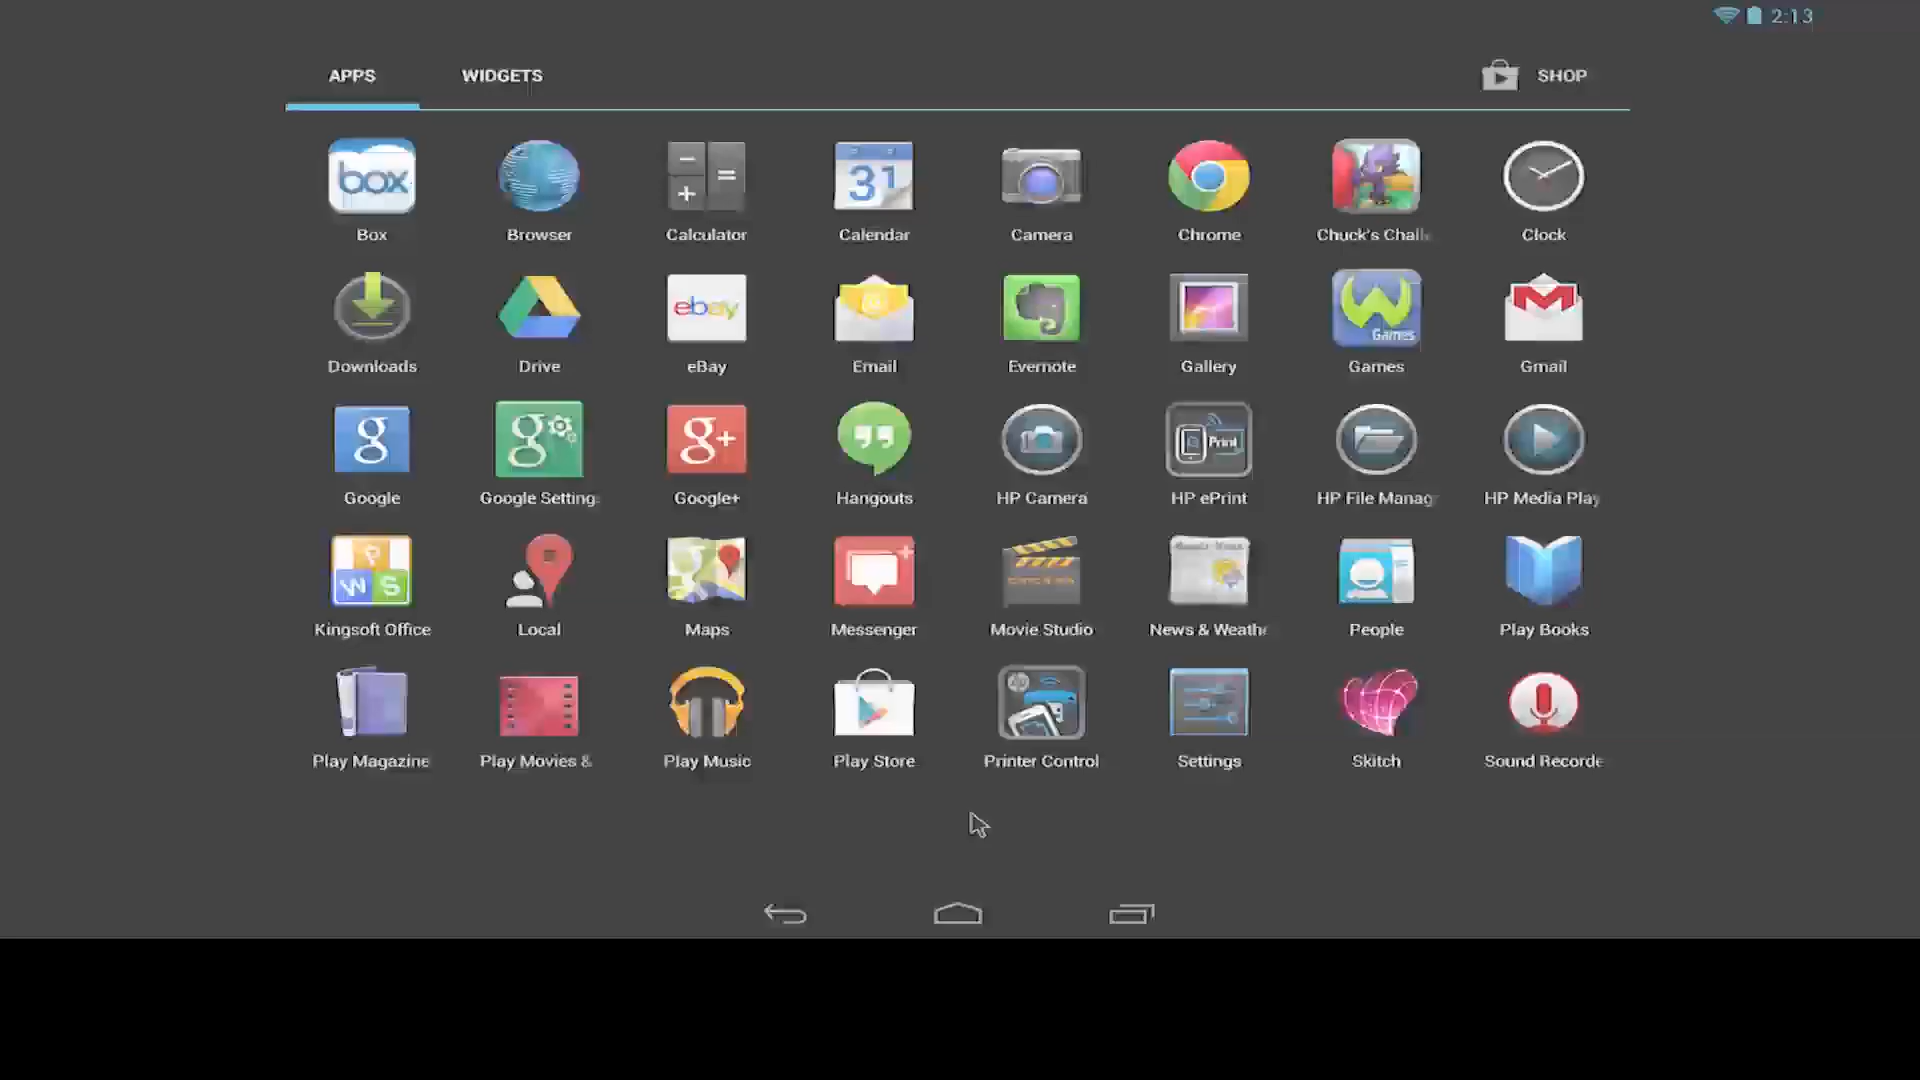 2:13
APPS WIDGETS SHOP
box 31
Box Browser Calculator Calendar Camera Chrome Chuck's Chall Clock
ebay Games
Downloads Drive eBay Email Evernote Gallery Games Gmail
g g g+ Print
Google Google Setting Google+ Hangouts HP Camera HP ePrint HP File Manag HP Media Play
P W S
Kingsoft Office Local Maps Messenger Movie Studio News & Weath People Play Books
hp
Play Magazine Play Movies & Play Music Play Store Printer Control Settings Skitch Sound Recorde